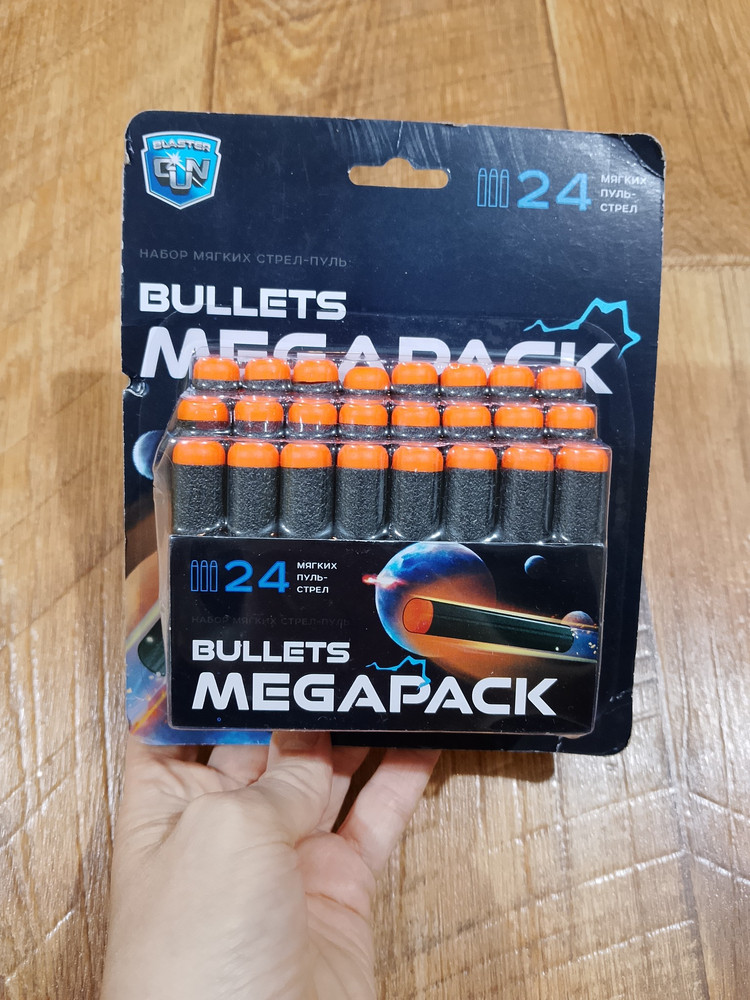 BLASTER
GUN
24
МЯГКИХ
ПУЛЬ-
СТРЕЛ
НАБОР МЯГКИХ СТРЕЛ-ПУЛЬ
BULLETS
MEGAPACK
24
МЯГКИХ
ПУЛЬ-
СТРЕЛ
НАБОР МЯГКИХ СТРЕЛ-ПУЛЬ
BULLETS
MEGAPACK